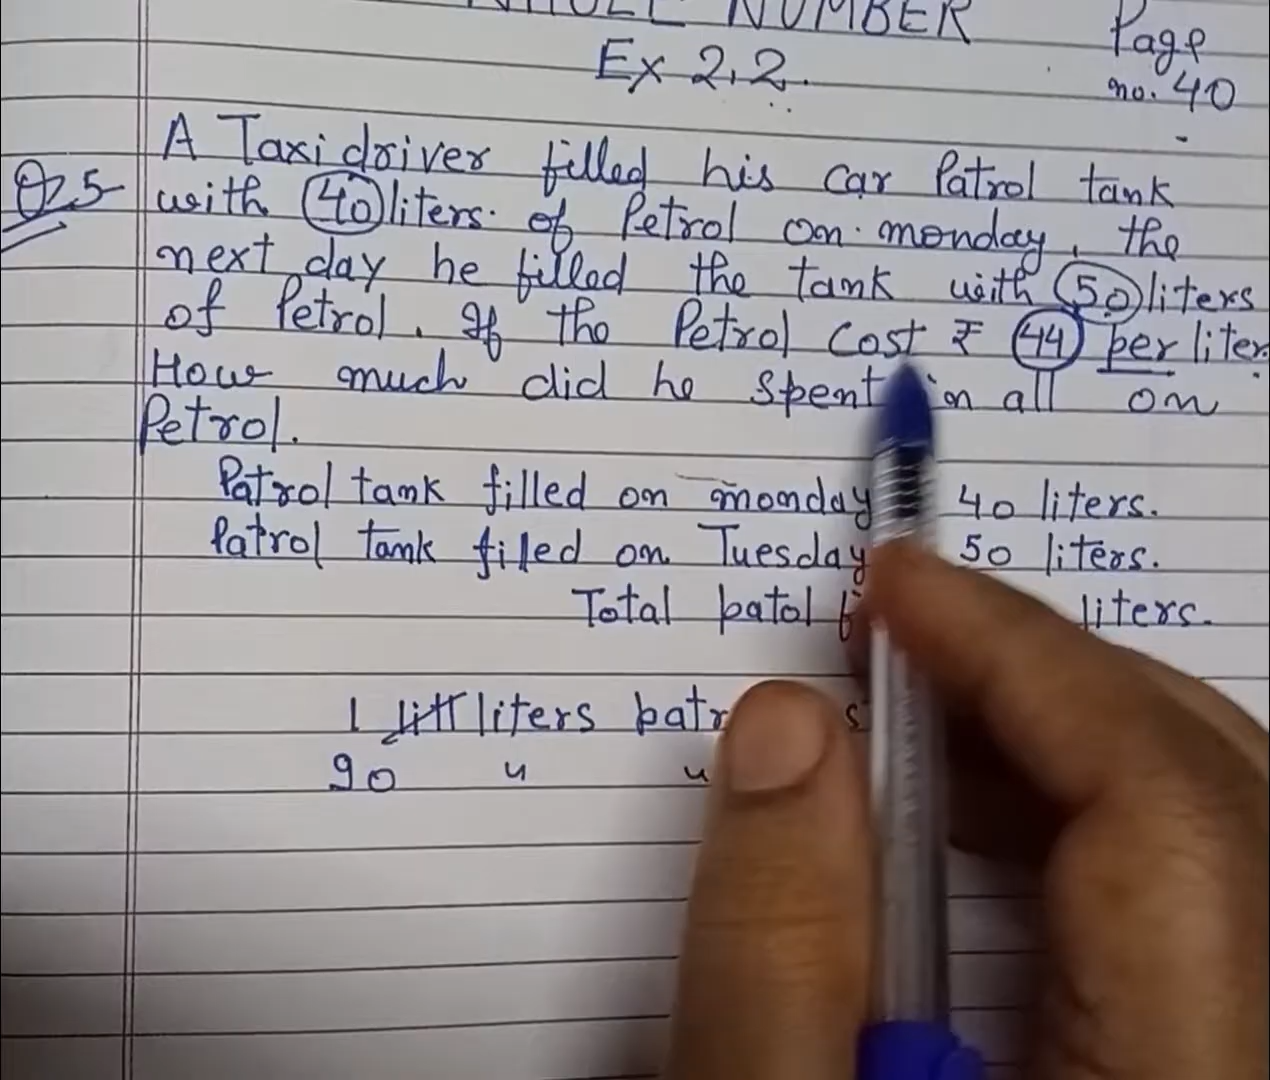 WHOLE NUMBER
Page
no. 40
Ex 2.2.
Q.5 A Taxi driver filled his car Patrol tank
with 40 liters. of Petrol on monday, the
next day he filled the tank with 50 liters
of Petrol. If the Petrol cost ₹ 44 per liter.
How much did he spent in all on
Petrol.
Patrol tank filled on monday 40 liters.
Patrol tank filed on Tuesday 50 liters.
Total patol liters.
1 liters
90 " "